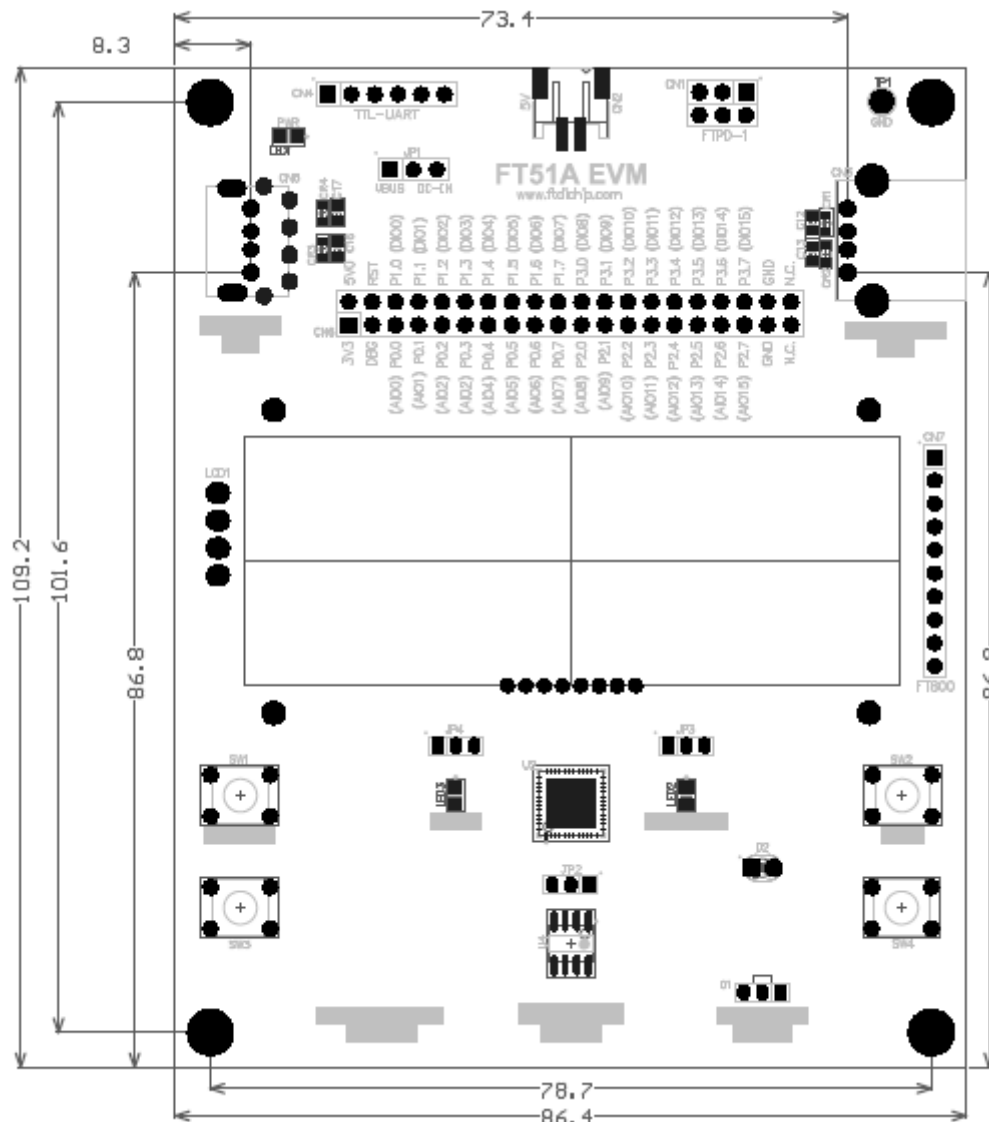 73.4
8.3
CN4
TTL-UART
5V
CN2
CN1
FTPD-1
TP1
GND
PWR
LED1
JP1
VBUS
DC-IN
FT51A EVM
www.ftdichip.com
CN5
5V0 RST P1.0 (DIO0) P1.1 (DIO1) P1.2 (DIO2) P1.3 (DIO3) P1.4 (DIO4) P1.5 (DIO5) P1.6 (DIO6) P1.7 (DIO7) P3.0 (DIO8) P3.1 (DIO9) P3.2 (DIO10) P3.3 (DIO11) P3.4 (DIO12) P3.5 (DIO13) P3.6 (DIO14) P3.7 (DIO15) GND N.C.
CN6
3V3 DBG (AIO0) P0.0 (AIO1) P0.1 (AIO2) P0.2 (AIO2) P0.3 (AIO4) P0.4 (AIO5) P0.5 (AIO6) P0.6 (AIO7) P0.7 (AIO8) P2.0 (AIO9) P2.1 (AIO10) P2.2 (AIO11) P2.3 (AIO12) P2.4 (AIO13) P2.5 (AIO14) P2.6 (AIO15) P2.7 GND N.C.
LCD1
CN7
FT800
109.2
101.6
86.8
86.8
JP4
JP3
SW1
LED3
U2
LED2
SW2
D2
JP2
SW3
U4
SW4
D1
78.7
86.4